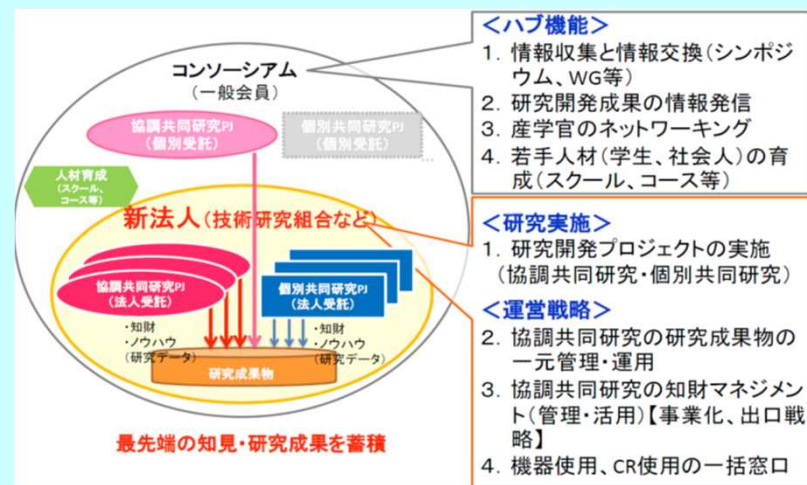 コンソーシアム
(一般会員)
協調共同研究PJ
(個別受託)
個別共同研究PJ
(個別受託)
人材育成
(スクール、
コース等)
新法人(技術研究組合など)
協調共同研究PJ
(法人受託)
個別共同研究PJ
(法人受託)
・知財
・ノウハウ
(研究データ)
・知財
・ノウハウ
(研究データ)
研究成果物
最先端の知見・研究成果を蓄積
＜ハブ機能＞
1. 情報収集と情報交換(シンポジ
ウム、WG等)
2. 研究開発成果の情報発信
3. 産学官のネットワーキング
4. 若手人材(学生、社会人)の育
成(スクール、コース等)
＜研究実施＞
1. 研究開発プロジェクトの実施
(協調共同研究・個別共同研究)
＜運営戦略＞
2. 協調共同研究の研究成果物の
一元管理・運用
3. 協調共同研究の知財マネジメン
ト(管理・活用)【事業化、出口戦
略】
4. 機器使用、CR使用の一括窓口